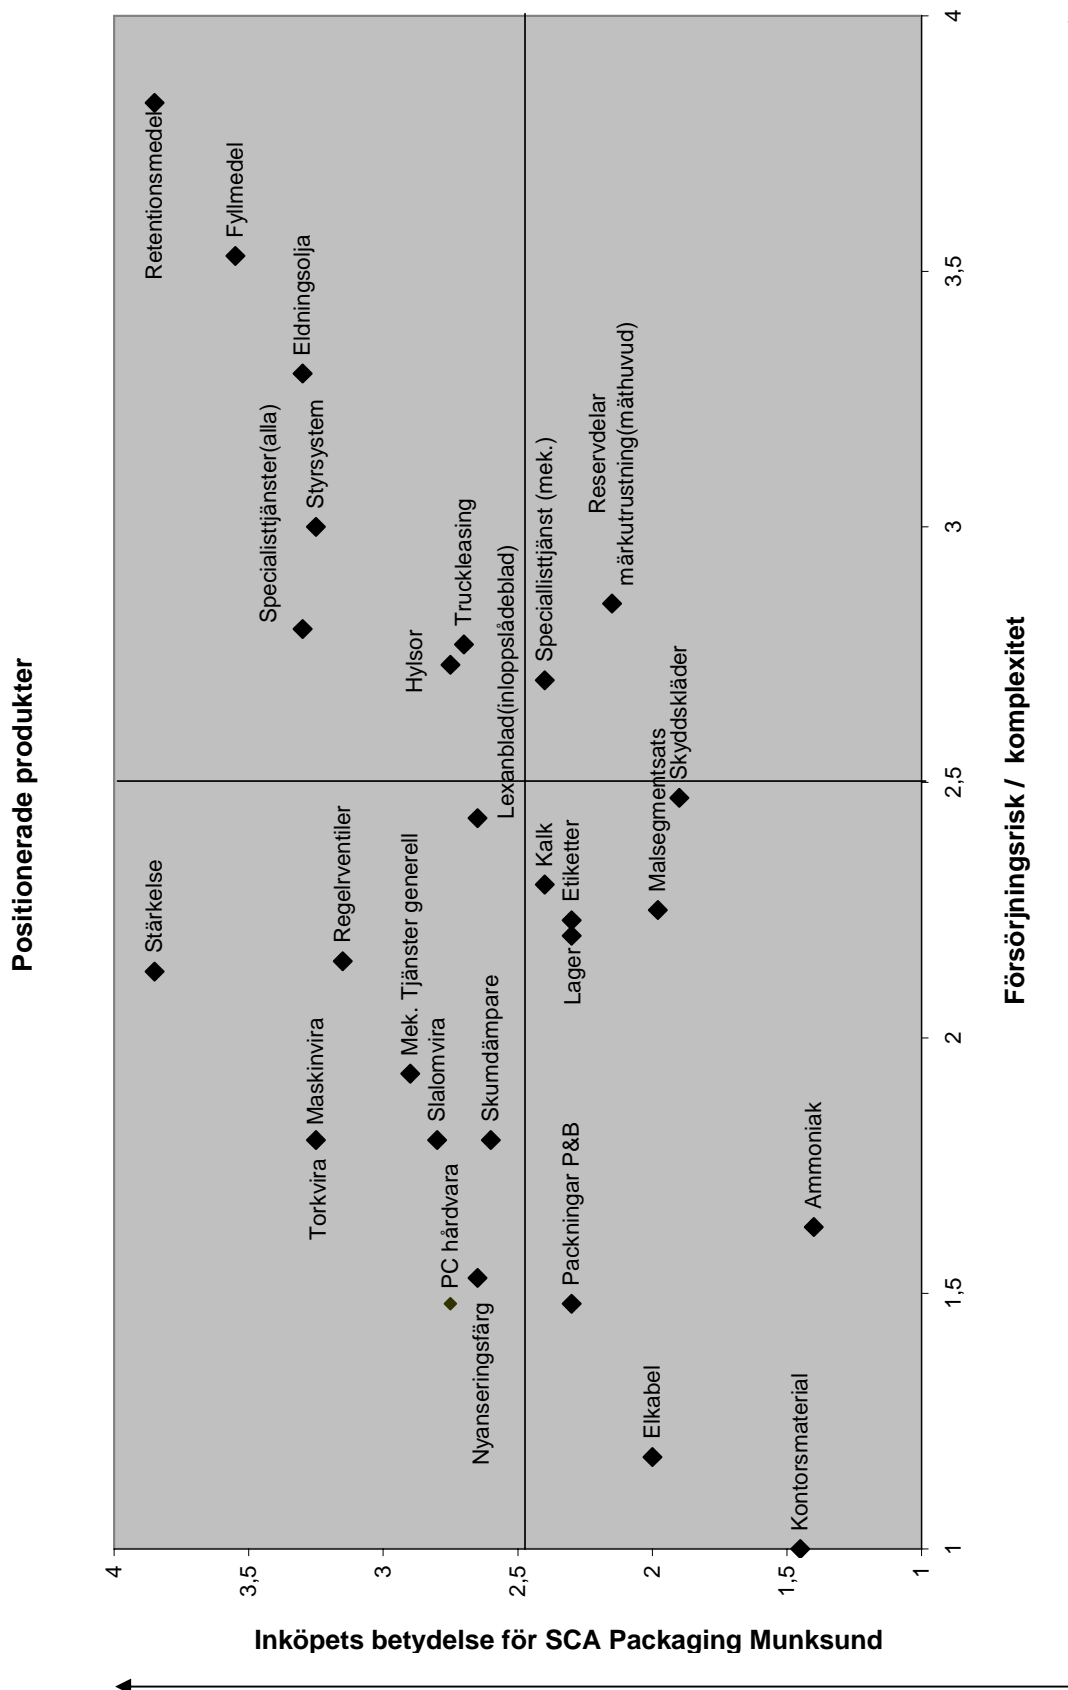 Positionerade produkter
Retentionsmedel
Fyllmedel
Eldningsolja
Specialisttjänster(alla)
Styrsystem
Hylsor
Truckleasing
Lexanblad(inloppslådeblad)
Speciallisttjänst (mek.)
Reservdelar
märkutrustning(mäthuvud)
Stärkelse
Regelrventiler
Maskinvira
Torkvira
Mek. Tjänster generell
Slalomvira
Skumdämpare
PC hårdvara
Nyanseringsfärg
Kalk
Etiketter
Lager
Malsegmentsats
Skyddskläder
Packningar P&B
Ammoniak
Elkabel
Kontorsmaterial
4
3,5
3
2,5
2
1,5
1
1
1,5
2
2,5
3
3,5
4
Inköpets betydelse för SCA Packaging Munksund
Försörjningsrisk / komplexitet